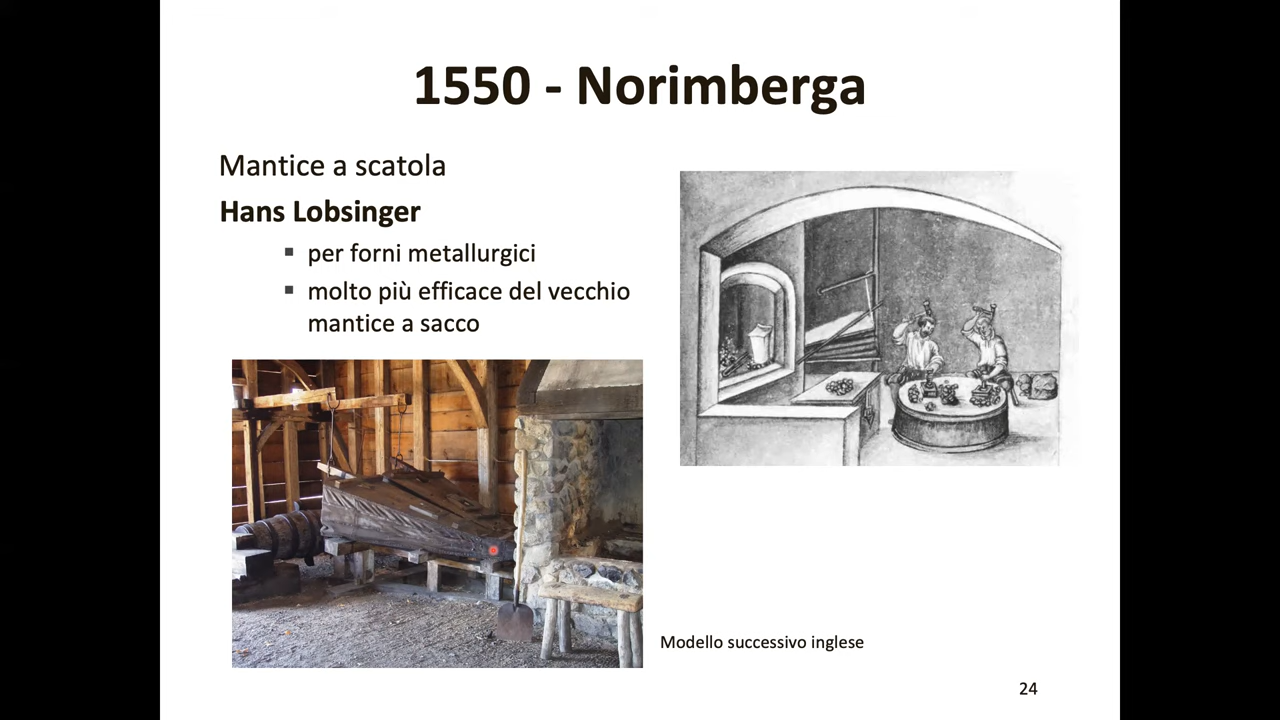 1550 - Norimberga
Mantice a scatola
Hans Lobsinger
▪ per forni metallurgici
▪ molto più efficace del vecchio
mantice a sacco
Modello successivo inglese
24